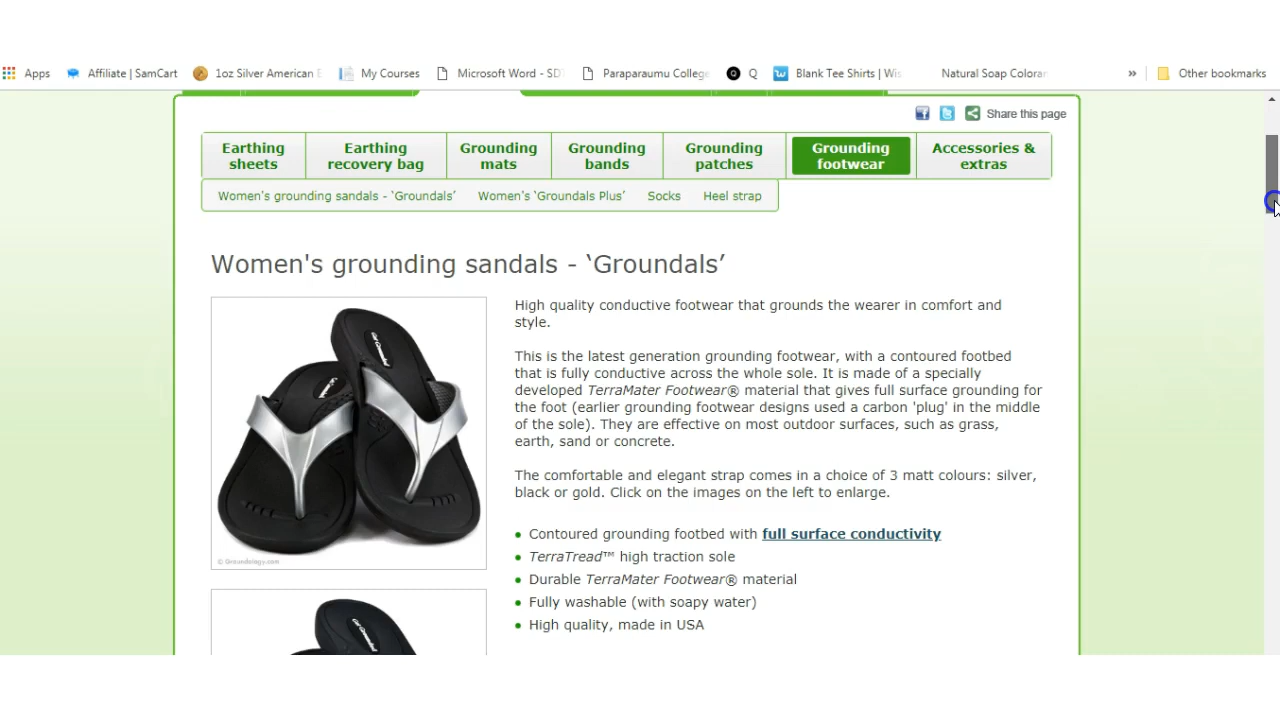 Apps
Affiliate | SamCart
1oz Silver American E
My Courses
Microsoft Word - SD
Paraparaumu College
Q
Q
Blank Tee Shirts | Wis
Natural Soap Coloran
»
Other bookmarks
Share this page
Earthing sheets
Earthing recovery bag
Grounding mats
Grounding bands
Grounding patches
Grounding footwear
Accessories & extras
Women's grounding sandals - ‘Groundals’
Women's ‘Groundals Plus’
Socks
Heel strap
Women's grounding sandals - ‘Groundals’
High quality conductive footwear that grounds the wearer in comfort and
style.
This is the latest generation grounding footwear, with a contoured footbed
that is fully conductive across the whole sole. It is made of a specially
developed TerraMater Footwear® material that gives full surface grounding for
the foot (earlier grounding footwear designs used a carbon 'plug' in the middle
of the sole). They are effective on most outdoor surfaces, such as grass,
earth, sand or concrete.
The comfortable and elegant strap comes in a choice of 3 matt colours: silver,
black or gold. Click on the images on the left to enlarge.
• Contoured grounding footbed with full surface conductivity
• TerraTread™ high traction sole
• Durable TerraMater Footwear® material
• Fully washable (with soapy water)
• High quality, made in USA
© Groundology.com